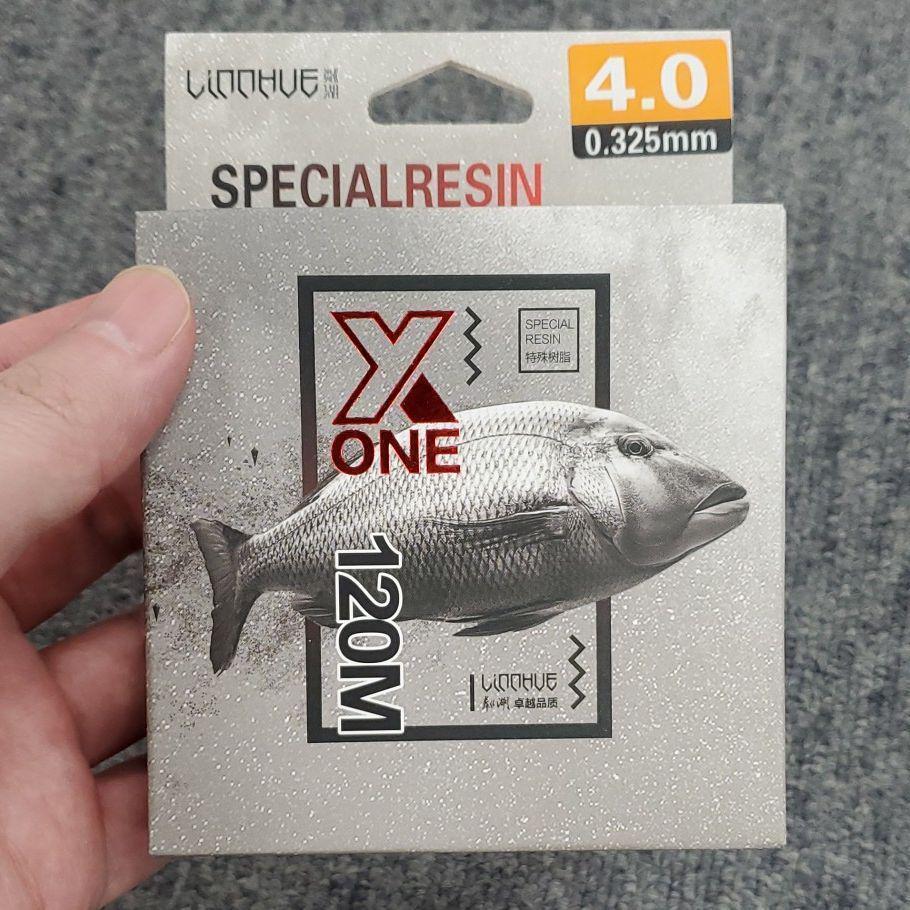 LINNHUE
4.0
0.325mm
SPECIALRESIN
X
ONE
SPECIAL
RESIN
特殊树脂
120M
LINNHUE
卓越品质